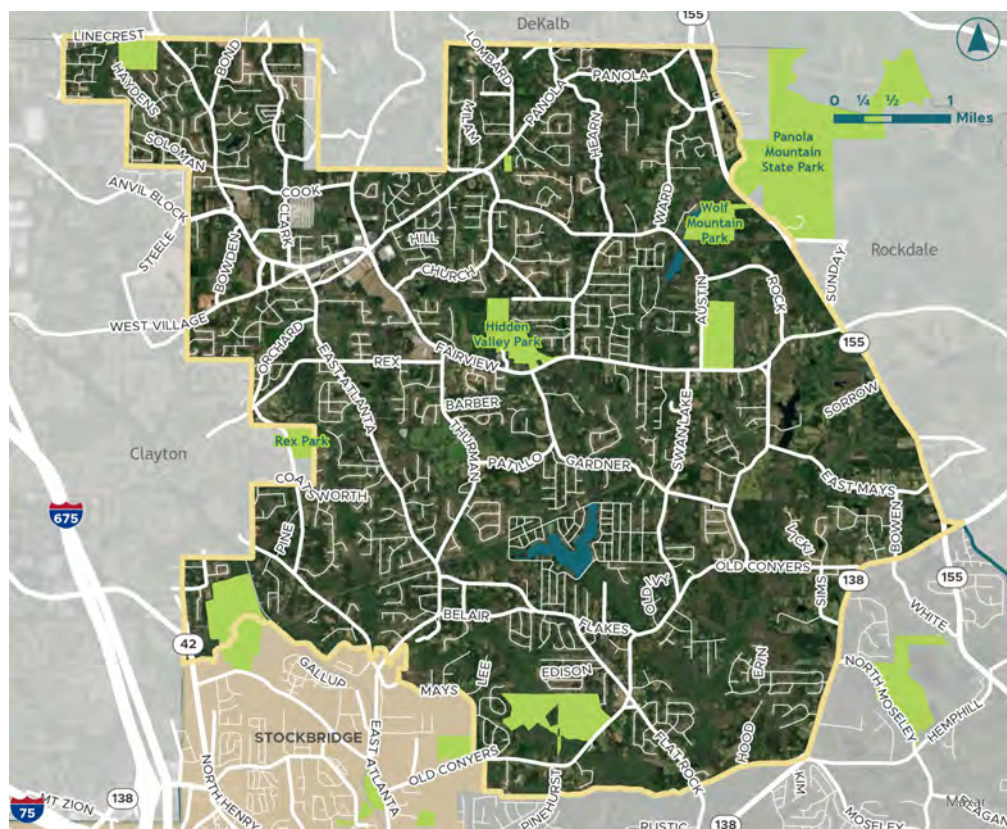 DeKalb
155
LINECREST
BOND
LOMBARD
PANOLA
HAYDENS
PANOLA
MILAM
HEARN
0 ¼ ½ 1
Miles
Panola
Mountain
State Park
SOLOMAN
ANVIL BLOCK
COOK
CLARK
WARD
Wolf
Mountain
Park
STEELE
BOWDEN
HILL
CHURCH
Rockdale
SUNDAY
AUSTIN
ROCK
WEST VILLAGE
ORCHARD
EAST ATLANTA
REX
FAIRVIEW
Hidden
Valley Park
155
BARBER
THURMAN
SWAN LAKE
SORROW
Rex Park
Clayton
PATILLO
GARDNER
COATSWORTH
EAST MAYS
675
PINE
BOWEN
VICKI
OLD CONYERS
138
155
OLD IVY
SIMS
BELAIR
FLAKES
WHITE
42
GALLUP
MAYS
LEE
EDISON
ERIN
NORTH MOSELEY
HEMPHILL
STOCKBRIDGE
EAST ATLANTA
OLD CONYERS
FLAT ROCK
HOOD
NORTH HENRY
PINEHURST
KIM
MT ZION
138
75
RUSTIC
138
MOSELEY
REAGAN